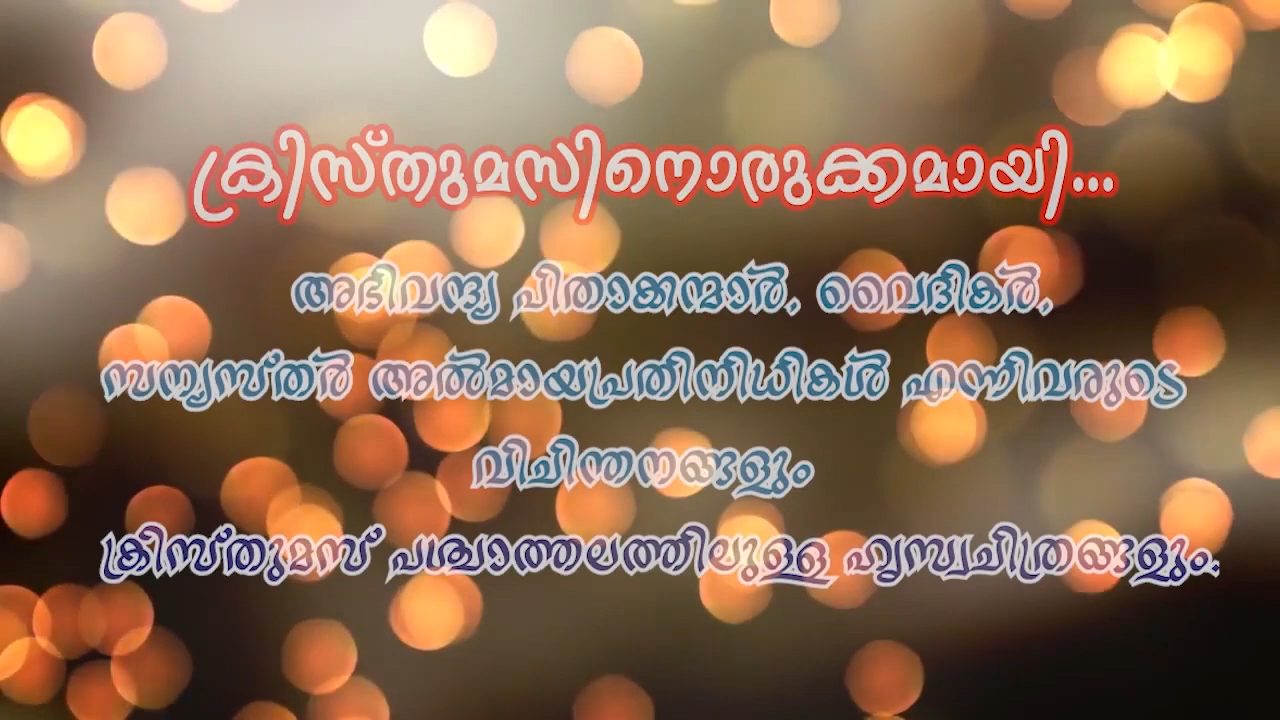 ക്രിസ്തുമസിനൊരുക്കമായി...
അഭിവന്ദ്യ പിതാക്കന്മാർ, വൈദികർ,
സന്യസ്തർ അൽമായപ്രതിനിധികൾ എന്നിവരുടെ
വിചിന്തനങ്ങളും
ക്രിസ്തുമസ് പശ്ചാത്തലത്തിലുള്ള ഹൃസ്വചിത്രങ്ങളും.